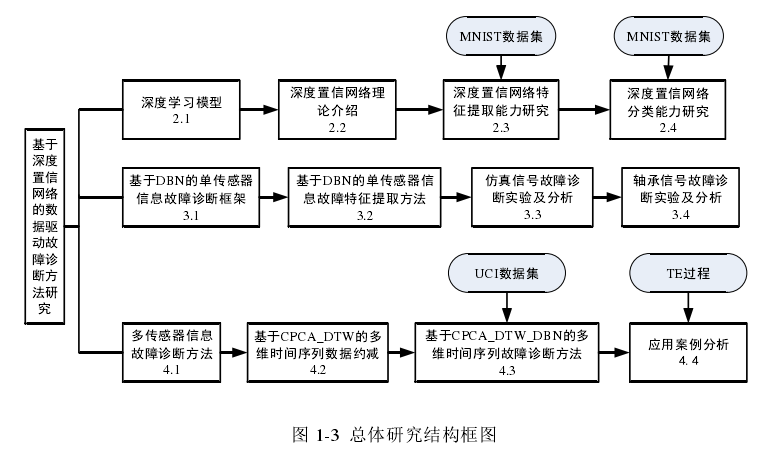 MNIST数据集
MNIST数据集
深度学习模型
2.1
深度置信网络理
论介绍
2.2
深度置信网络特
征提取能力研究
2.3
深度置信网络
分类能力研究
2.4
基于
深度
置信
网络
的数
据驱
动故
障诊
断方
法研
究
基于DBN的单传感器
信息故障诊断框架
3.1
基于DBN的单传感器信
息故障特征提取方法
3.2
仿真信号故障诊
断实验及分析
3.3
轴承信号故障诊
断实验及分析
3.4
UCI数据集
TE过程
多传感器信息
故障诊断方法
4.1
基于CPCA_DTW的多
维时间序列数据约减
4.2
基于CPCA_DTW_DBN的多
维时间序列故障诊断方法
4.3
应用案例分析
4.4
图 1-3 总体研究结构框图